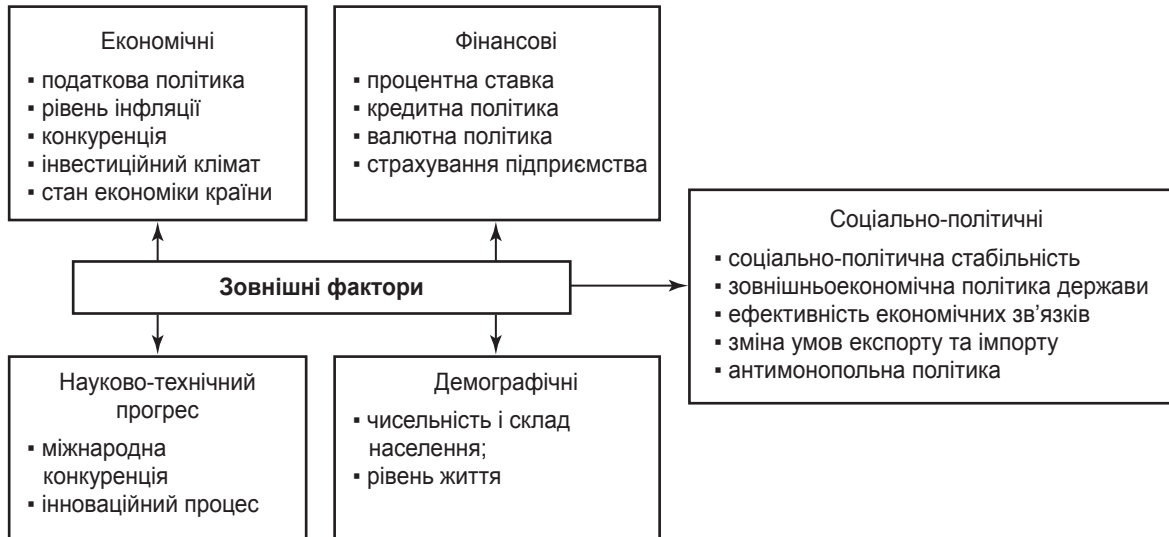 Економічні
▪ податкова політика
▪ рівень інфляції
▪ конкуренція
▪ інвестиційний клімат
▪ стан економіки країни
Фінансові
▪ процентна ставка
▪ кредитна політика
▪ валютна політика
▪ страхування підприємства
Зовнішні фактори
Соціально-політичні
▪ соціально-політична стабільність
▪ зовнішньоекономічна політика держави
▪ ефективність економічних зв’язків
▪ зміна умов експорту та імпорту
▪ антимонопольна політика
Науково-технічний
прогрес
▪ міжнародна
конкуренція
▪ інноваційний процес
Демографічні
▪ чисельність і склад
населення;
▪ рівень життя